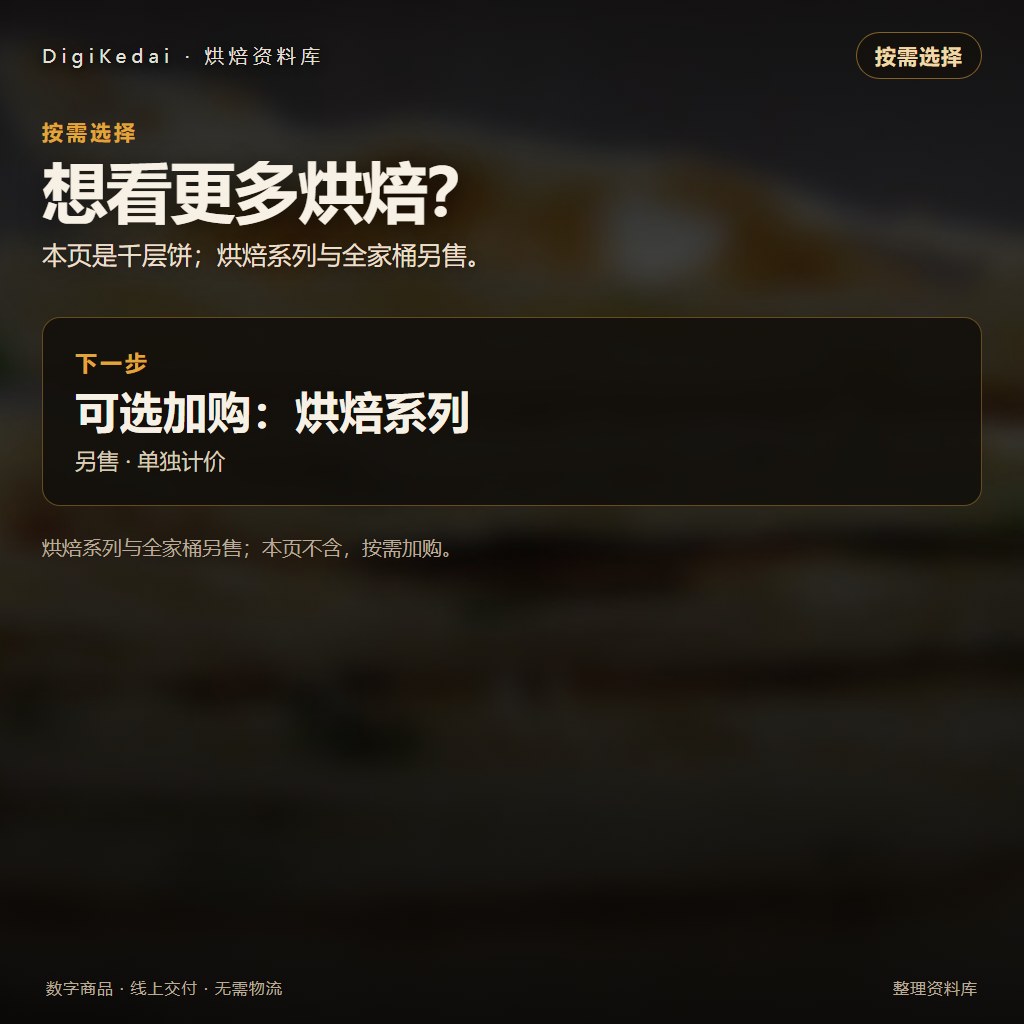 DigiKedai · 烘焙资料库
按需选择
按需选择
想看更多烘焙？
本页是千层饼；烘焙系列与全家桶另售。
下一步
可选加购：烘焙系列
另售 · 单独计价
烘焙系列与全家桶另售；本页不含，按需加购。
数字商品 · 线上交付 · 无需物流
整理资料库